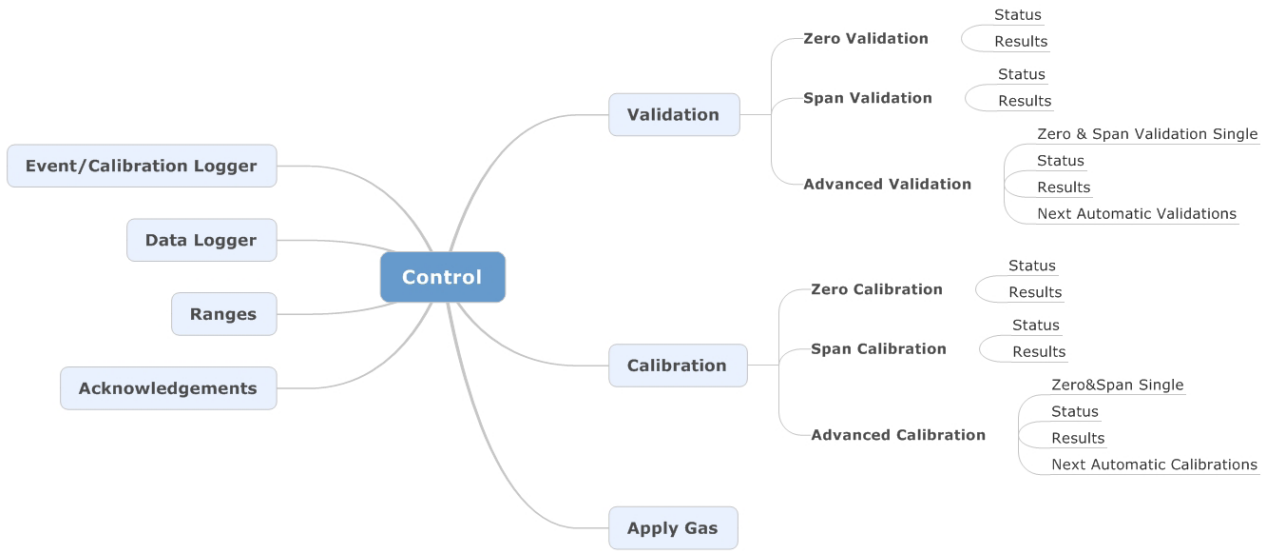 Control
Event/Calibration Logger
Data Logger
Ranges
Acknowledgements
Validation
Zero Validation
Status
Results
Span Validation
Status
Results
Advanced Validation
Zero & Span Validation Single
Status
Results
Next Automatic Validations
Calibration
Zero Calibration
Status
Results
Span Calibration
Status
Results
Advanced Calibration
Zero&Span Single
Status
Results
Next Automatic Calibrations
Apply Gas